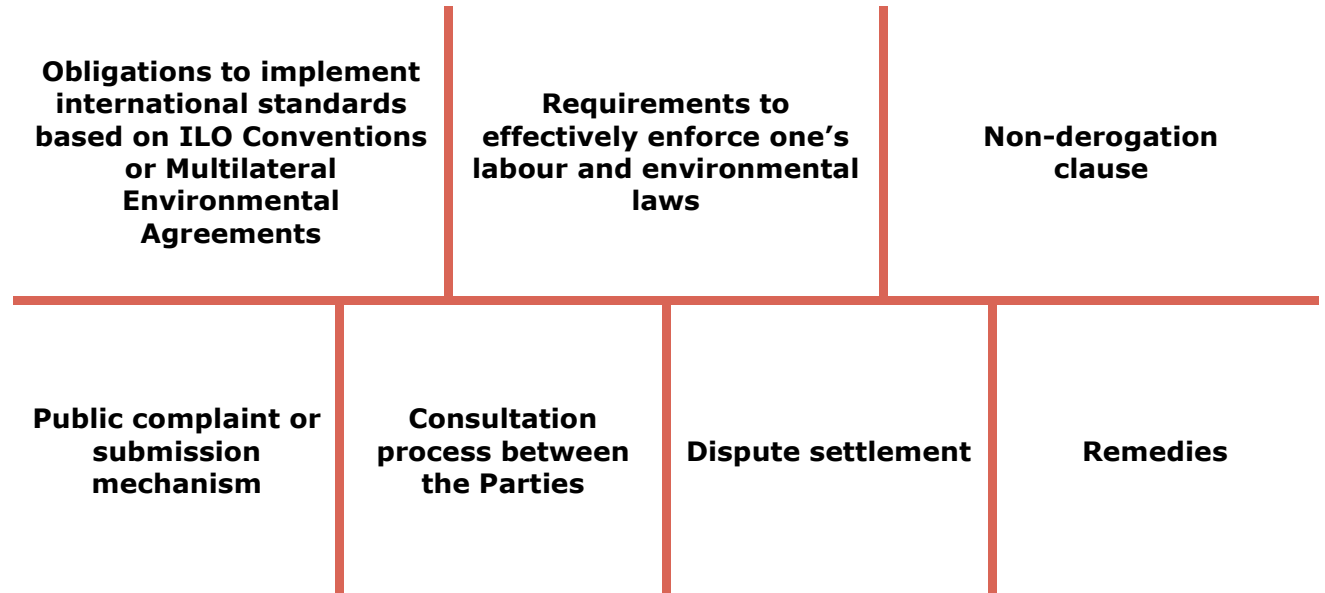 Obligations to implement
international standards
based on ILO Conventions
or Multilateral
Environmental
Agreements
Requirements to
effectively enforce one’s
labour and environmental
laws
Non-derogation
clause
Public complaint or
submission
mechanism
Consultation
process between
the Parties
Dispute settlement
Remedies